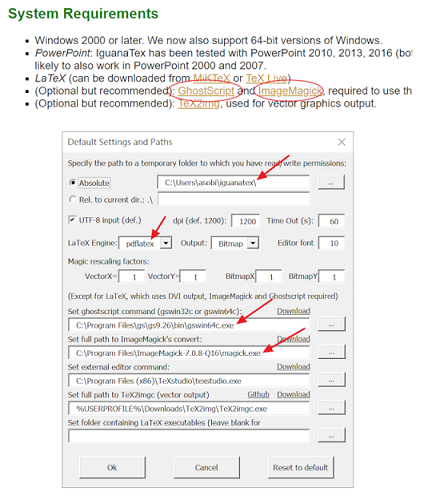 System Requirements
Windows 2000 or later. We now also support 64-bit versions of Windows.
PowerPoint: IguanaTex has been tested with PowerPoint 2010, 2013, 2016 (bo
likely to also work in PowerPoint 2000 and 2007.
LaTeX (can be downloaded from MiKTeX or TeX Live)
(Optional but recommended): GhostScript and ImageMagick, required to use th
(Optional but recommended): TeX2img, used for vector graphics output.
Default Settings and Paths
Specify the path to a temporary folder to which you have read/write permissions:
Absolute C:\Users\asobi\iguanatex\ ...
Rel. to current dir.: .\
UTF-8 input (def.) dpi (def. 1200): 1200 Time Out (s): 60
LaTeX Engine: pdflatex Output: Bitmap Editor font 10
Magic rescaling factors:
VectorX= 1 VectorY= 1 BitmapX 1 BitmapY 1
(Except for LaTeX, which uses DVI output, ImageMagick and Ghostscript required)
Set ghostscript command (gswin32c or gswin64c): Download
C:\Program Files\gs\gs9.26\bin\gswin64c.exe ...
Set full path to ImageMagick's convert: Download
C:\Program Files\ImageMagick-7.0.8-Q16\magick.exe ...
Set external editor command: Download
C:\Program Files (x86)\TeXstudio\texstudio.exe ...
Set full path to TeX2imgc (vector output) Github Download
%USERPROFILE%\Downloads\TeX2img\TeX2imgc.exe ...
Set folder containing LaTeX executables (leave blank for
...
Ok Cancel Reset to default